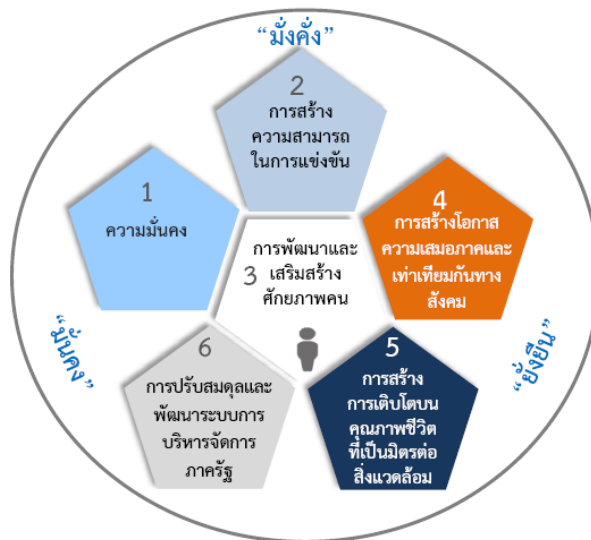 “มั่งคั่ง”
2
การสร้าง
ความสามารถ
ในการแข่งขัน
1
ความมั่นคง
4
การสร้างโอกาส
ความเสมอภาคและ
เท่าเทียมกันทาง
สังคม
การพัฒนาและ
3 เสริมสร้าง
ศักยภาพคน
“มั่นคง”
“ยั่งยืน”
6
การปรับสมดุลและ
พัฒนาระบบการ
บริหารจัดการ
ภาครัฐ
5
การสร้าง
การเติบโตบน
คุณภาพชีวิต
ที่เป็นมิตรต่อ
สิ่งแวดล้อม